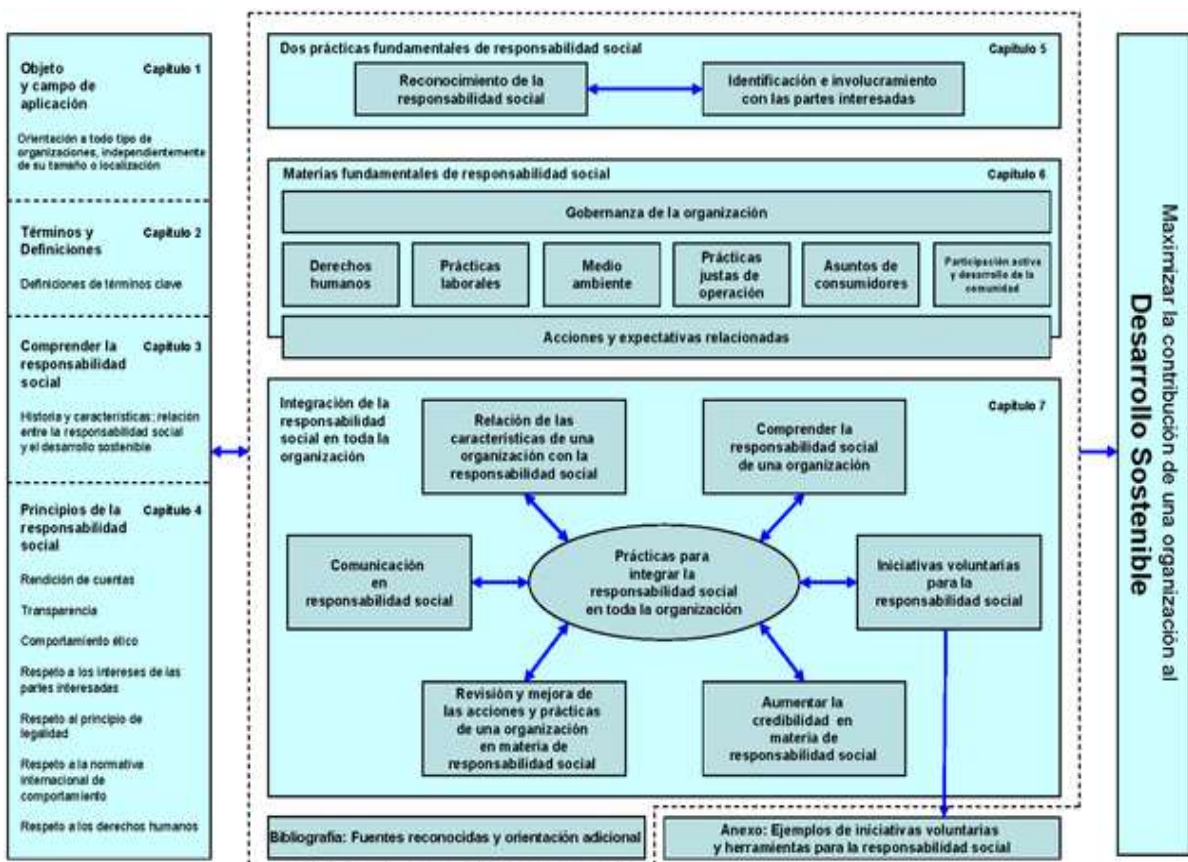 Objeto
y campo de
aplicación
Capítulo 1
Orientación a todo tipo de
organizaciones, independientemente
de su tamaño o localización
Términos y
Definiciones
Capítulo 2
Definiciones de términos clave
Comprender la
responsabilidad
social
Capítulo 3
Historia y características; relación
entre la responsabilidad social
y el desarrollo sostenible
Principios de la
responsabilidad
social
Capítulo 4
Rendición de cuentas
Transparencia
Comportamiento ético
Respeto a los intereses de las
partes interesadas
Respeto al principio de
legalidad
Respeto a la normativa
internacional de
comportamiento
Respeto a los derechos humanos
Dos prácticas fundamentales de responsabilidad social
Capítulo 5
Reconocimiento de la
responsabilidad social
Identificación e involucramiento
con las partes interesadas
Materias fundamentales de responsabilidad social
Capítulo 6
Gobernanza de la organización
Derechos
humanos
Prácticas
laborales
Medio
ambiente
Prácticas
justas de
operación
Asuntos de
consumidores
Participación activa
y desarrollo de la
comunidad
Acciones y expectativas relacionadas
Integración de la
responsabilidad
social en toda la
organización
Capítulo 7
Relación de las
características de una
organización con la
responsabilidad social
Comprender la
responsabilidad social
de una organización
Comunicación
en
responsabilidad social
Prácticas para
integrar la
responsabilidad social
en toda la organización
Iniciativas voluntarias
para la
responsabilidad social
Revisión y mejora de
las acciones y prácticas
de una organización
en materia de
responsabilidad social
Aumentar la
credibilidad en
materia de
responsabilidad social
Bibliografía: Fuentes reconocidas y orientación adicional
Anexo: Ejemplos de iniciativas voluntarias
y herramientas para la responsabilidad social
Maximizar la contribución de una organización al
Desarrollo Sostenible